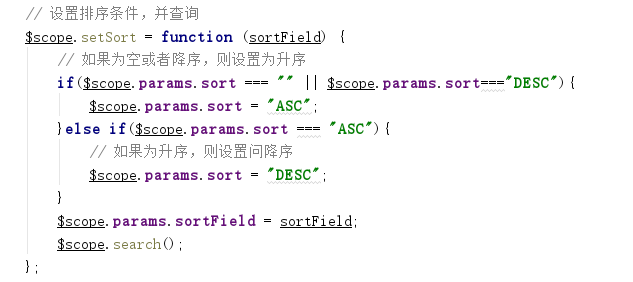 // 设置排序条件，并查询
$scope.setSort = function (sortField) {
    // 如果为空或者降序，则设置为升序
    if($scope.params.sort === "" || $scope.params.sort==="DESC"){
        $scope.params.sort = "ASC";
    }else if($scope.params.sort === "ASC"){
        // 如果为升序，则设置问降序
        $scope.params.sort = "DESC";
    }
    $scope.params.sortField = sortField;
    $scope.search();
};